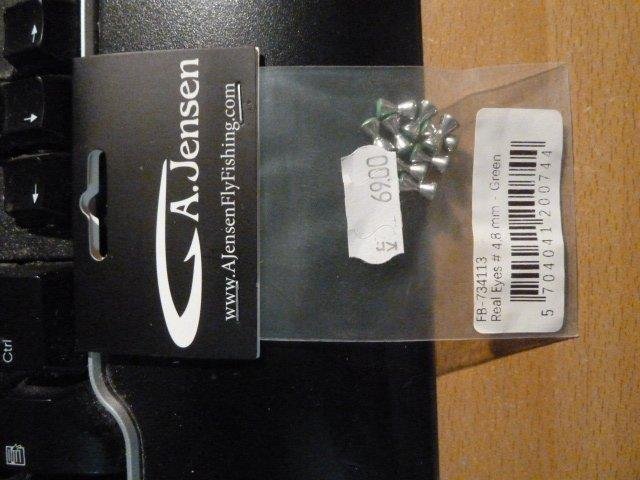 A.Jensen
www.AJensenFlyFishing.com
69.00
FB-734113
Real Eyes # 4,8 mm - Green
5 704041 200744
Ctrl